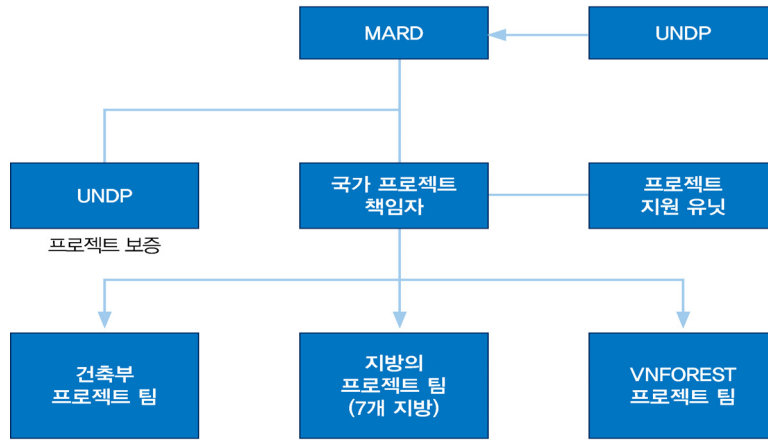 MARD
UNDP
UNDP
프로젝트 보증
국가 프로젝트
책임자
프로젝트
지원 유닛
건축부
프로젝트 팀
지방의
프로젝트 팀
(7개 지방)
VNFOREST
프로젝트 팀